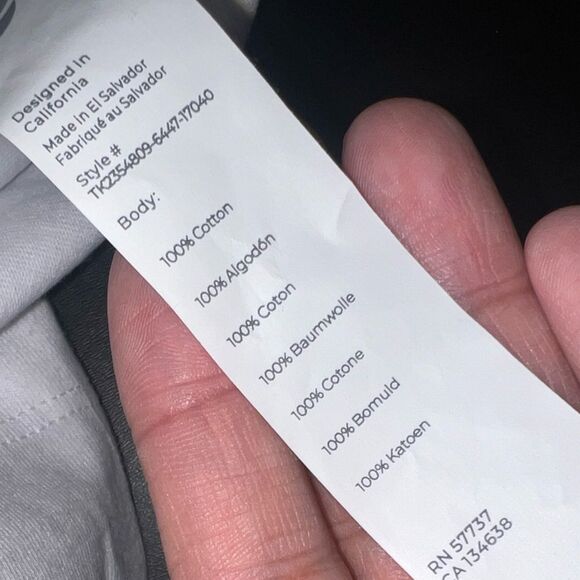 Designed in
California
Made in El Salvador
Fabriqué au Salvador
Style #
TK2354809-6447-17040
Body:
100% Cotton
100% Algodón
100% Coton
100% Baumwolle
100% Cotone
100% Bomuld
100% Katoen
RN 57737
CA 134638